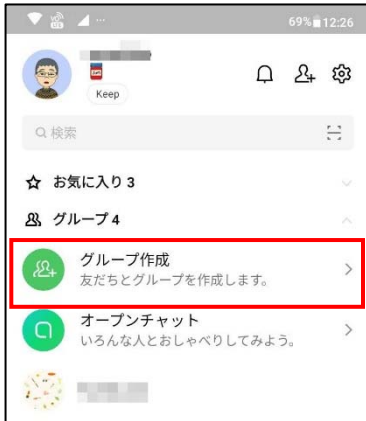 69% 12:26
Keep
検索
お気に入り 3
グループ 4
グループ作成
友だちとグループを作成します。
オープンチャット
いろんな人とおしゃべりしてみよう。